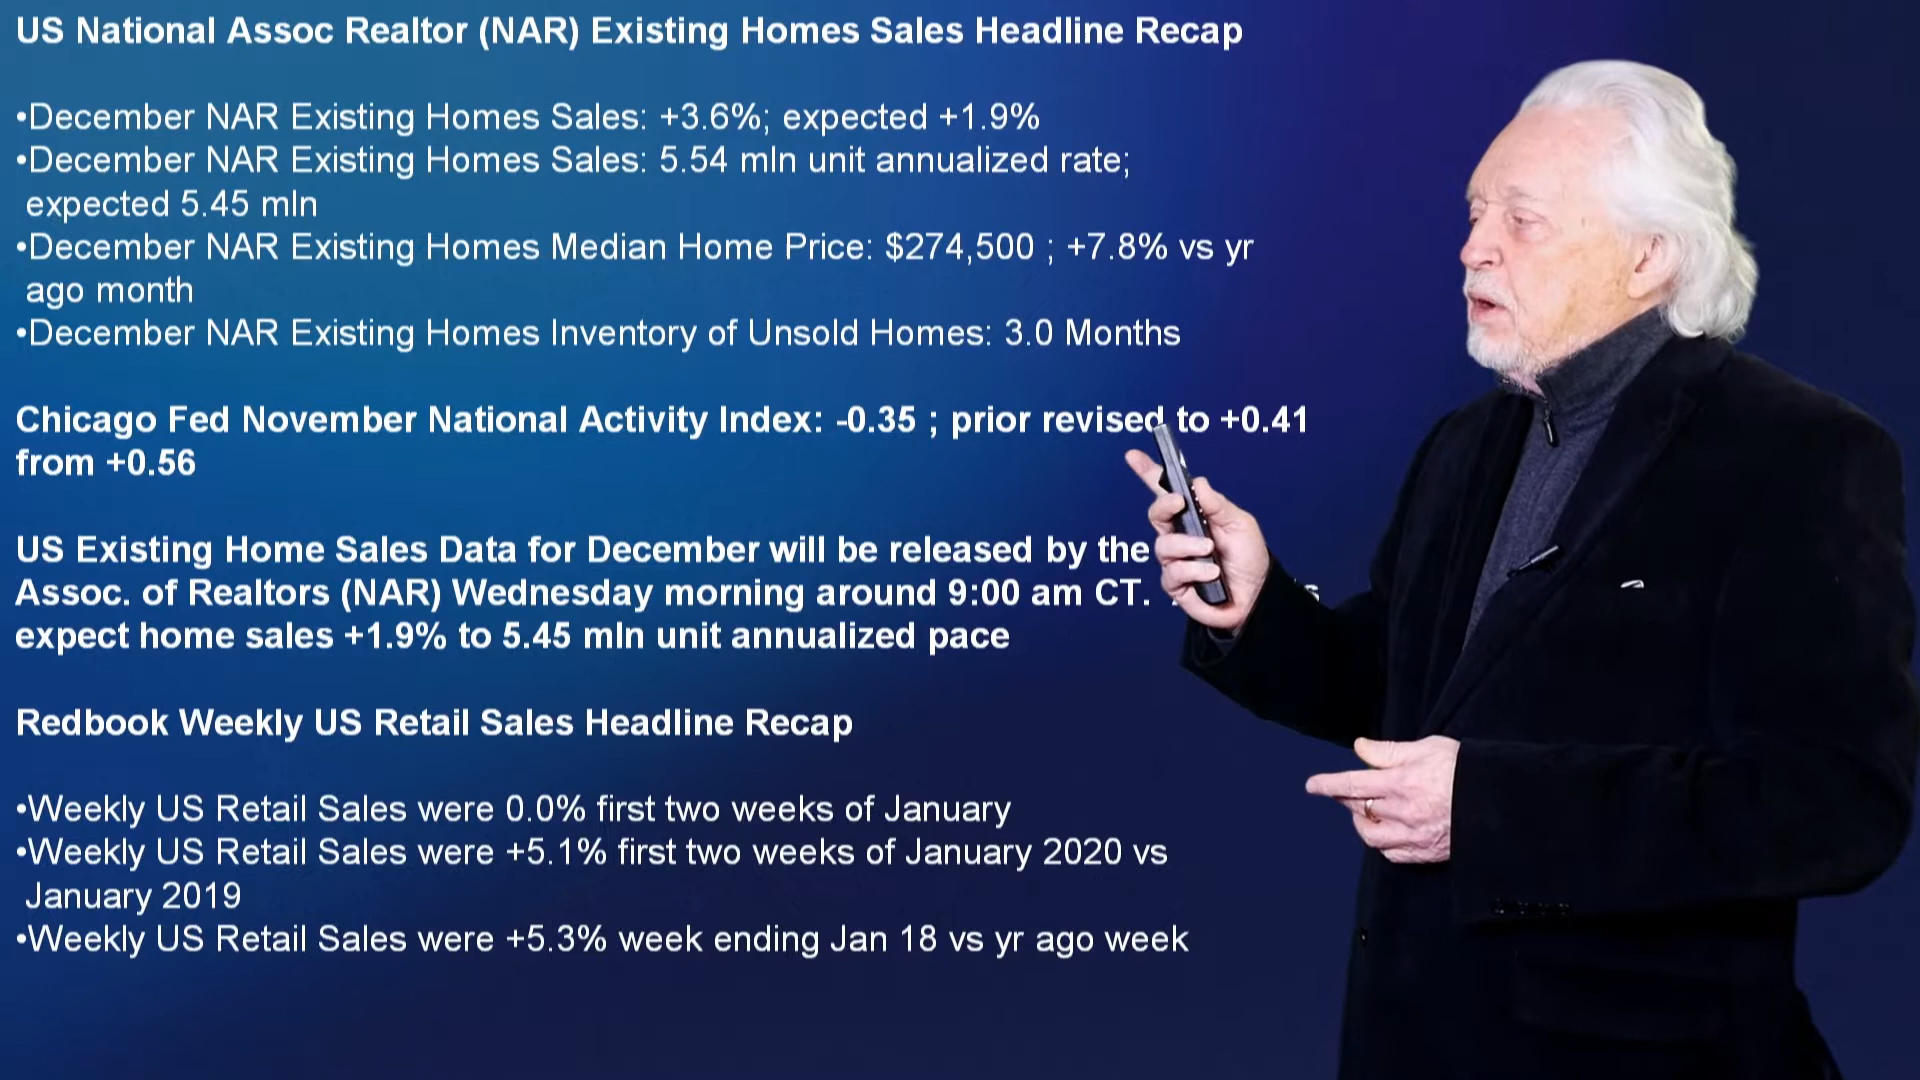 US National Assoc Realtor (NAR) Existing Homes Sales Headline Recap
•December NAR Existing Homes Sales: +3.6%; expected +1.9%
•December NAR Existing Homes Sales: 5.54 mln unit annualized rate;
expected 5.45 mln
•December NAR Existing Homes Median Home Price: $274,500 ; +7.8% vs yr
ago month
•December NAR Existing Homes Inventory of Unsold Homes: 3.0 Months
Chicago Fed November National Activity Index: -0.35 ; prior revised to +0.41
from +0.56
US Existing Home Sales Data for December will be released by the
Assoc. of Realtors (NAR) Wednesday morning around 9:00 am CT.
expect home sales +1.9% to 5.45 mln unit annualized pace
Redbook Weekly US Retail Sales Headline Recap
•Weekly US Retail Sales were 0.0% first two weeks of January
•Weekly US Retail Sales were +5.1% first two weeks of January 2020 vs
January 2019
•Weekly US Retail Sales were +5.3% week ending Jan 18 vs yr ago week